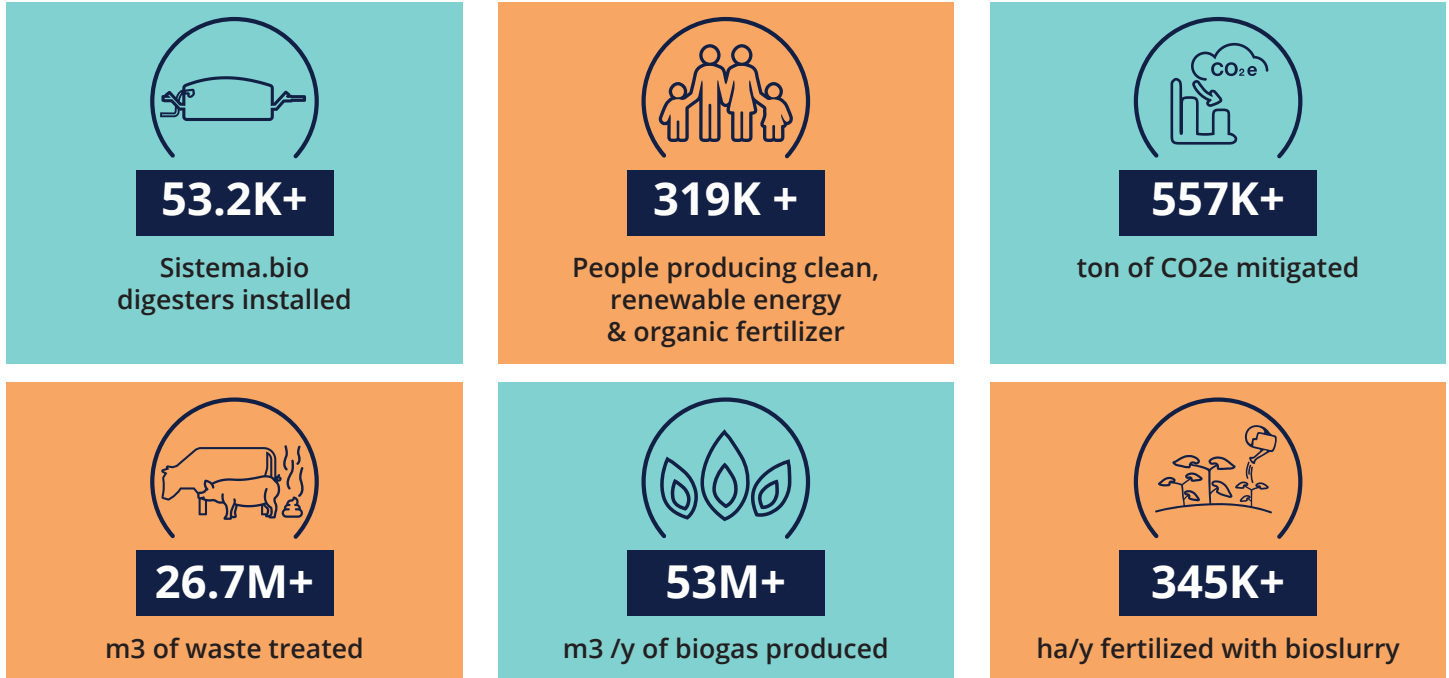 53.2K+
Sistema.bio
digesters installed
319K +
People producing clean,
renewable energy
& organic fertilizer
CO₂e
557K+
ton of CO2e mitigated
26.7M+
m3 of waste treated
53M+
m3 /y of biogas produced
345K+
ha/y fertilized with bioslurry